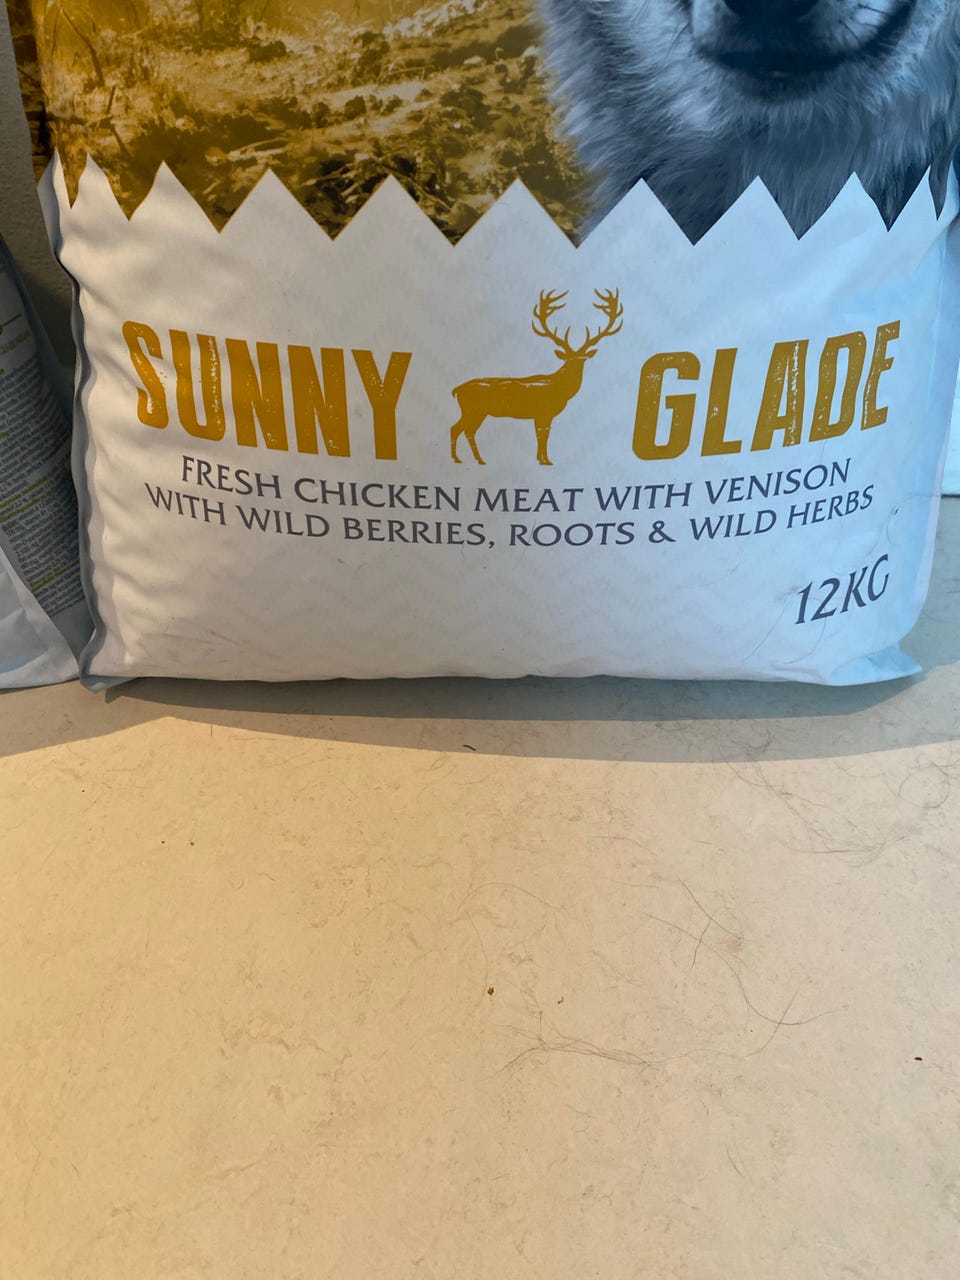 SUNNY GLADE
FRESH CHICKEN MEAT WITH VENISON
WITH WILD BERRIES, ROOTS & WILD HERBS
12KG